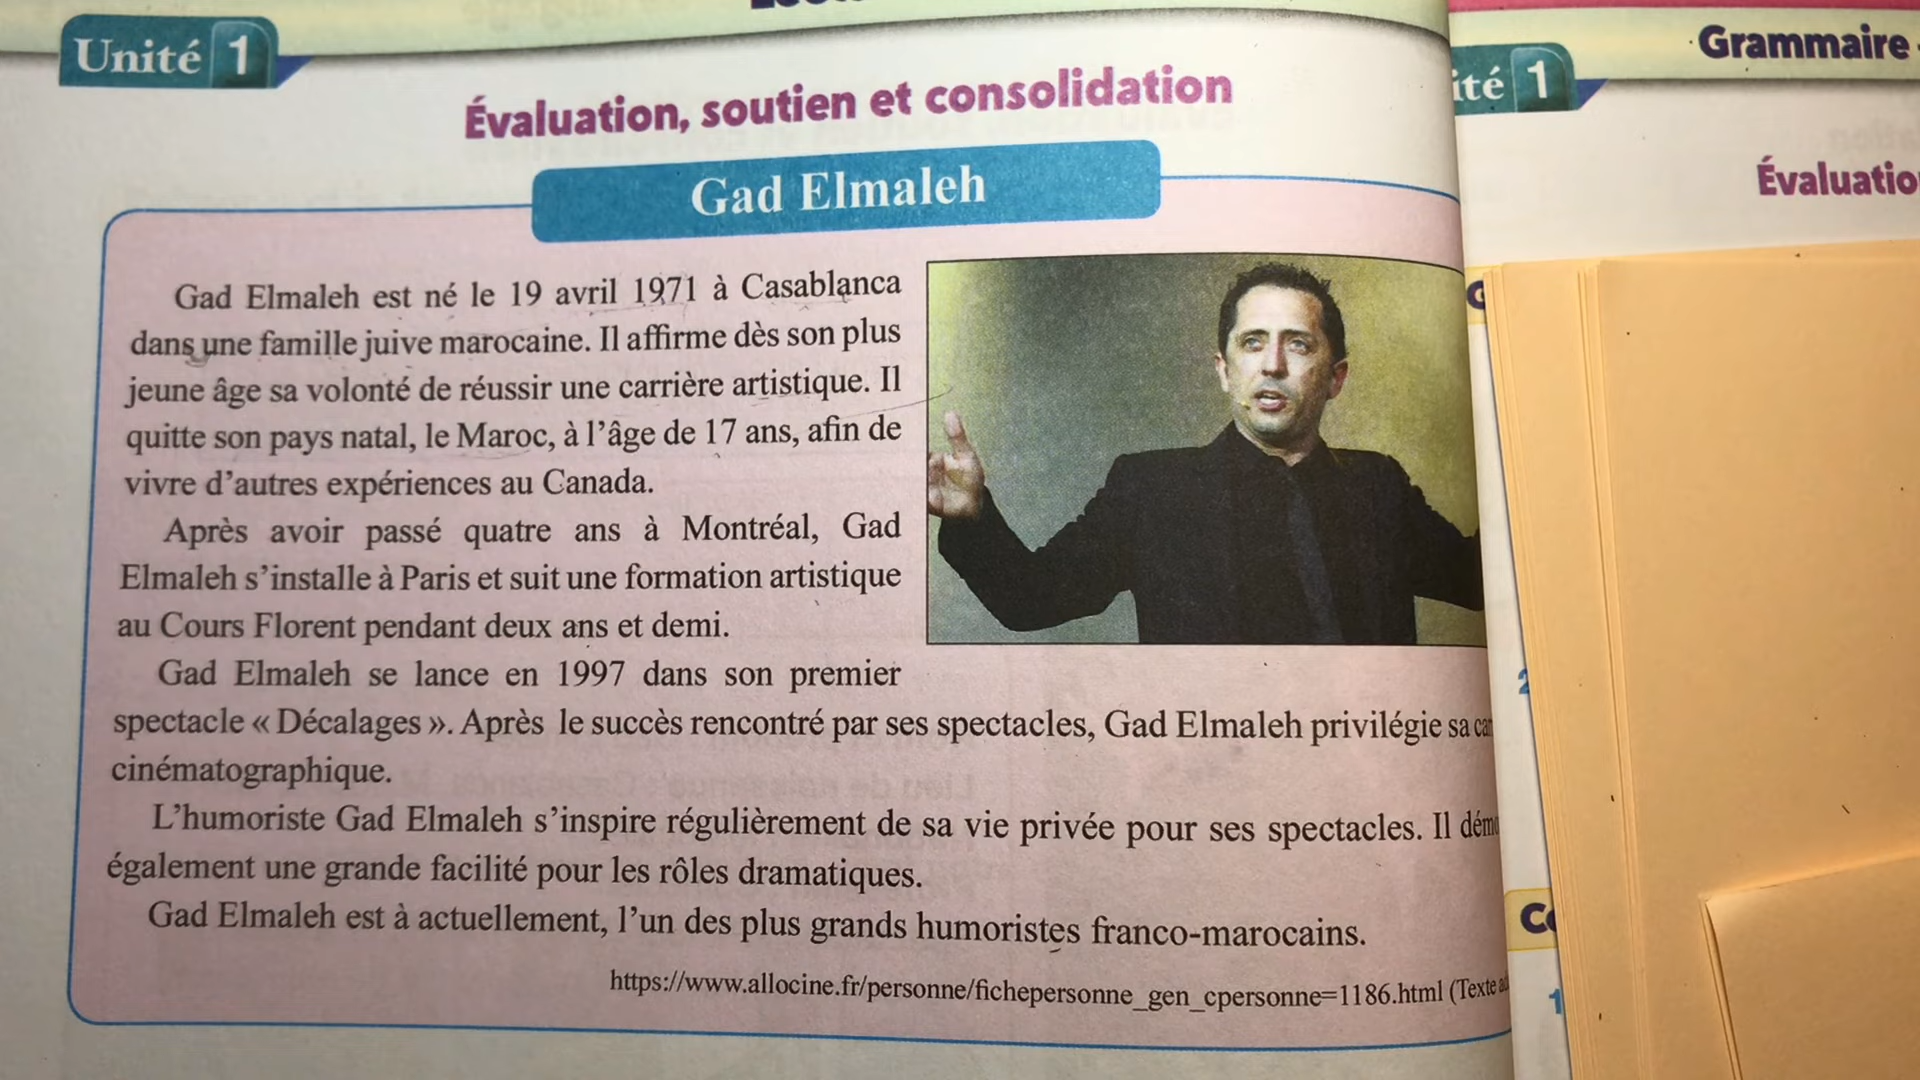 Unité 1
Évaluation, soutien et consolidation
Gad Elmaleh
Gad Elmaleh est né le 19 avril 1971 à Casablanca
dans une famille juive marocaine. Il affirme dès son plus
jeune âge sa volonté de réussir une carrière artistique. Il
quitte son pays natal, le Maroc, à l'âge de 17 ans, afin de
vivre d'autres expériences au Canada.
Après avoir passé quatre ans à Montréal, Gad
Elmaleh s'installe à Paris et suit une formation artistique
au Cours Florent pendant deux ans et demi.
Gad Elmaleh se lance en 1997 dans son premier
spectacle « Décalages ». Après le succès rencontré par ses spectacles, Gad Elmaleh privilégie sa
cinématographique.
L'humoriste Gad Elmaleh s'inspire régulièrement de sa vie privée pour ses spectacles. Il
également une grande facilité pour les rôles dramatiques.
Gad Elmaleh est à actuellement, l'un des plus grands humoristes franco-marocains.
https://www.allocine.fr/personne/fichepersonne_gen_cpersonne=1186.html (Texte
Grammaire
ité 1
Évaluatio